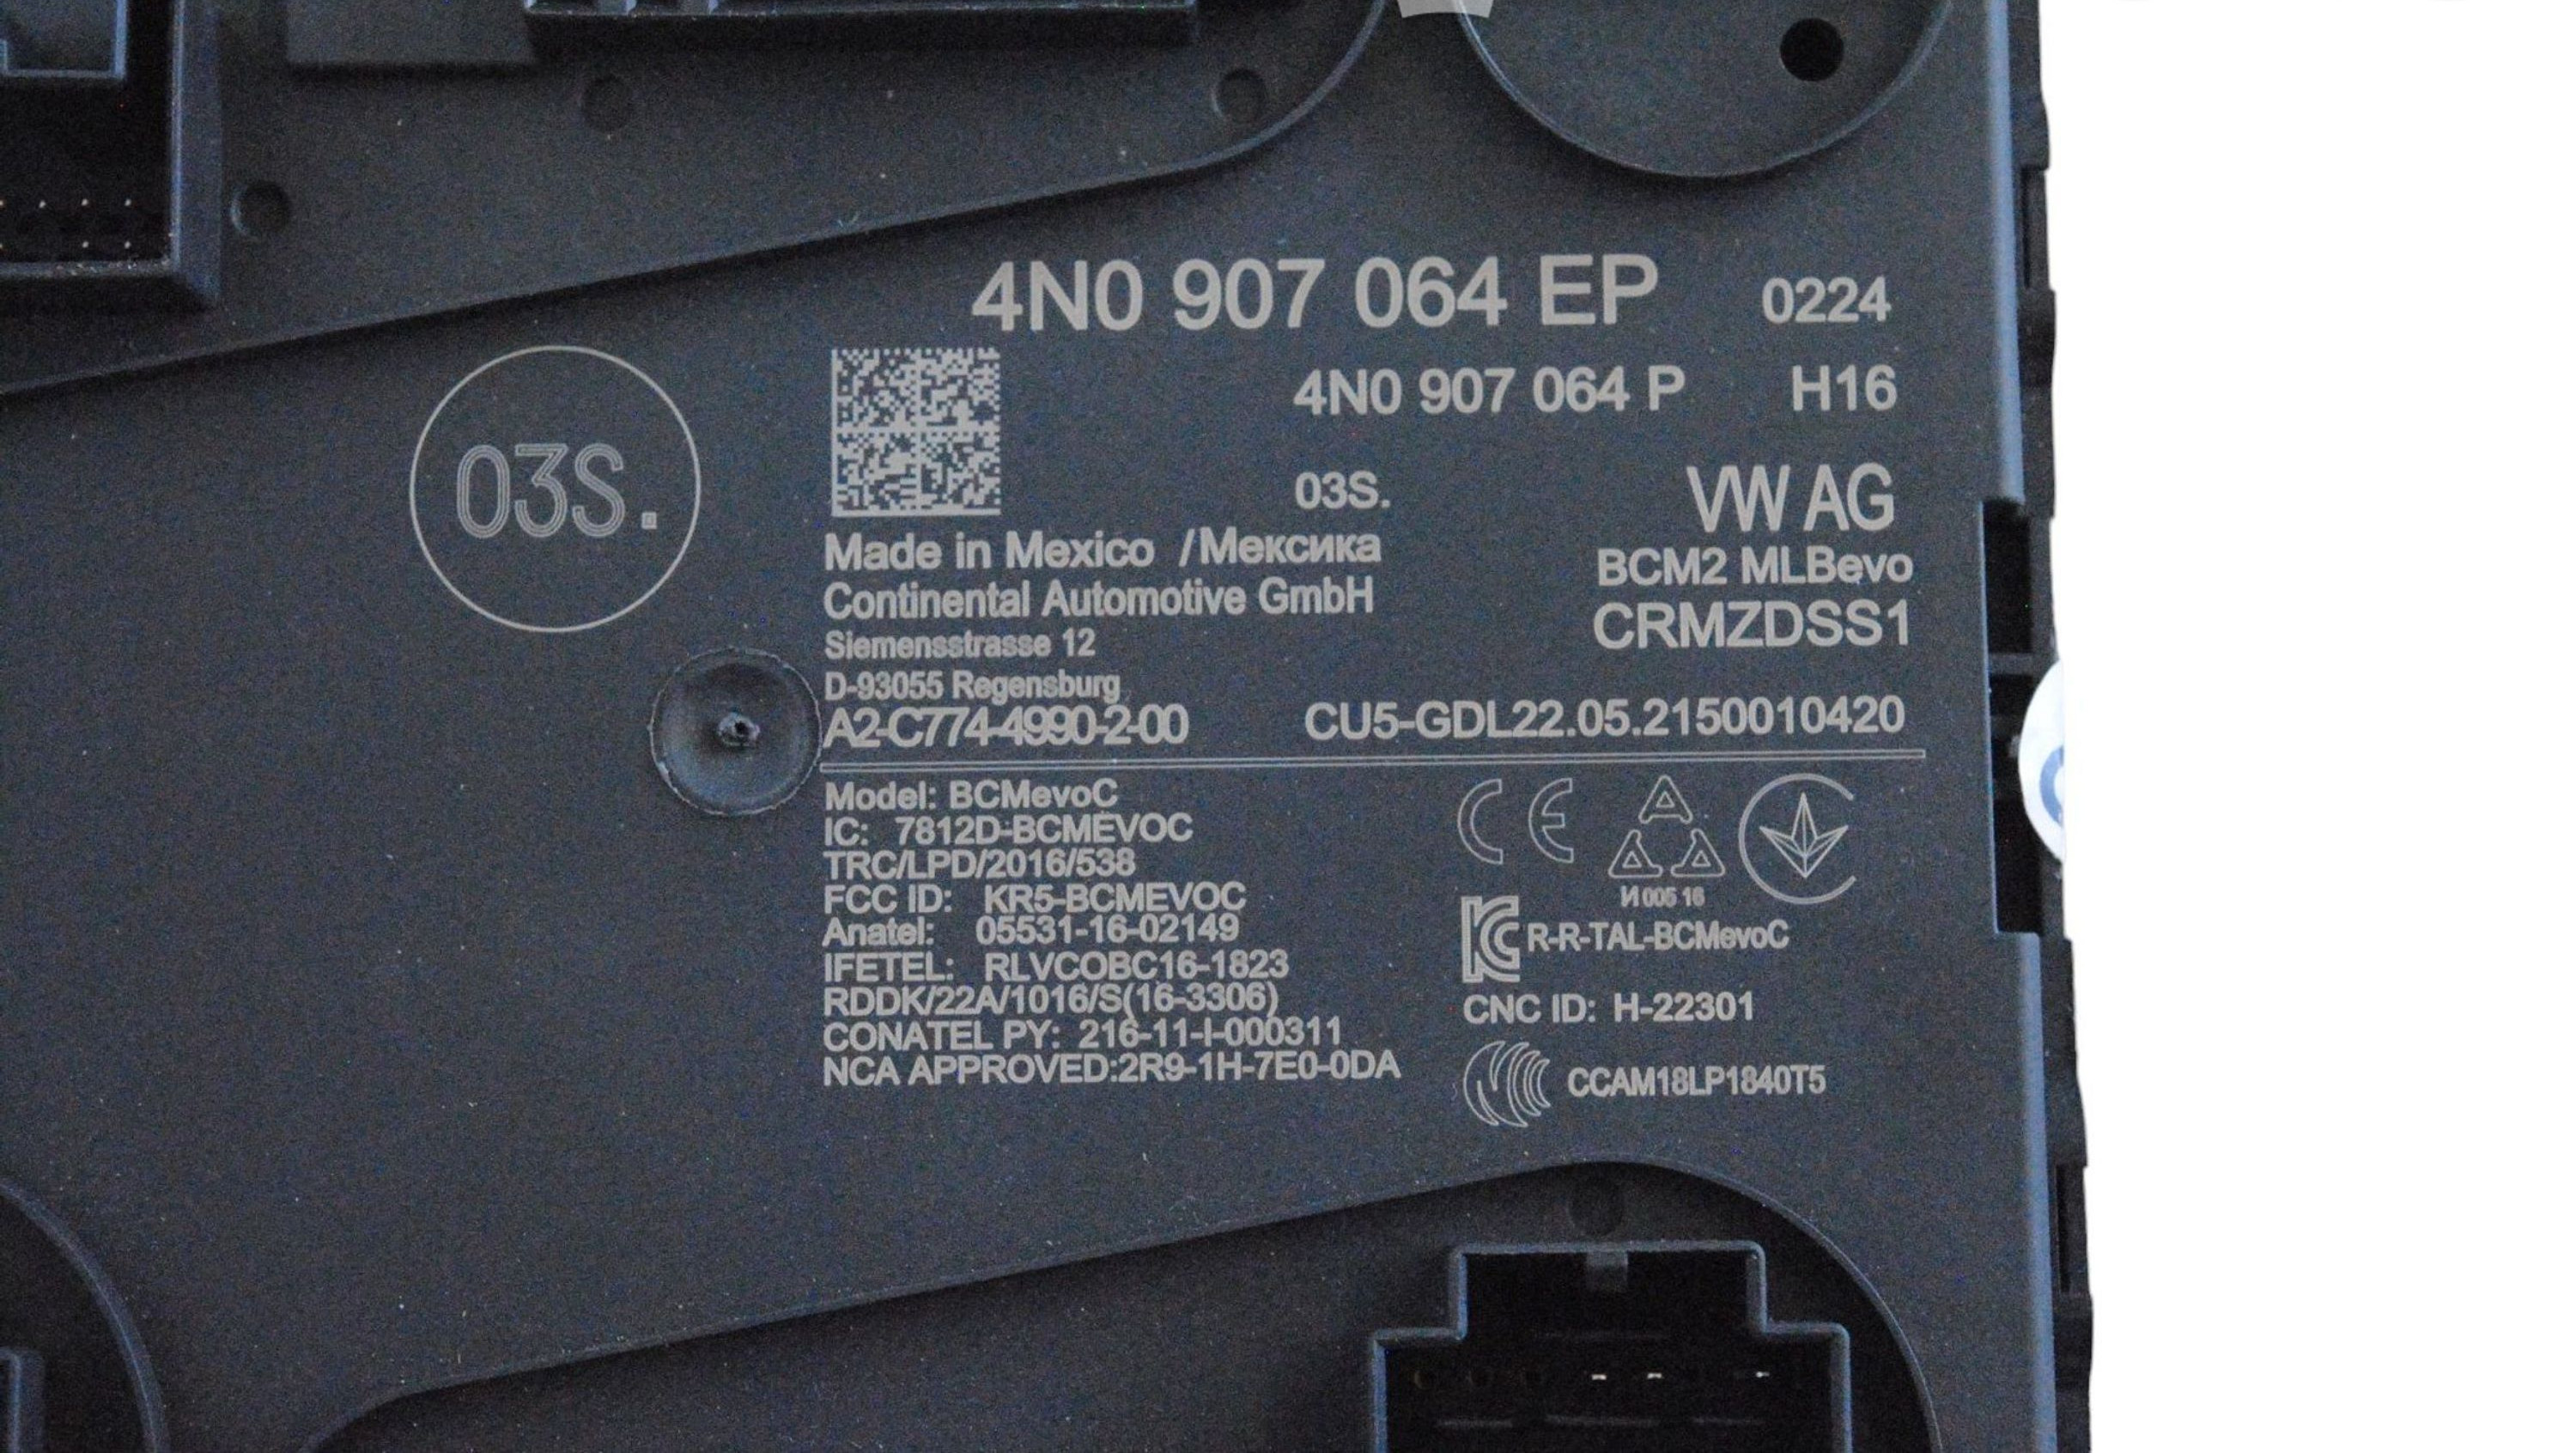 4N0 907 064 EP 0224
4N0 907 064 P H16
03S.
03S.
VW AG
Made in Mexico /Мексика
BCM2 MLBevo
Continental Automotive GmbH
CRMZDSS1
Siemensstrasse 12
D-93055 Regensburg
A2-C774-4990-2-00 CU5-GDL22.05.2150010420
Model: BCMevoC
IC: 7812D-BCMEVOC
TRC/LPD/2016/538
FCC ID: KR5-BCMEVOC
Anatel: 05531-16-02149
IFETEL: RLVCOBC16-1823
RDDK/22A/1016/S(16-3306)
CONATEL PY: 216-11-I-000311
NCA APPROVED:2R9-1H-7E0-0DA
CE
И 005 16
R-R-TAL-BCMevoC
CNC ID: H-22301
CCAM18LP1840T5